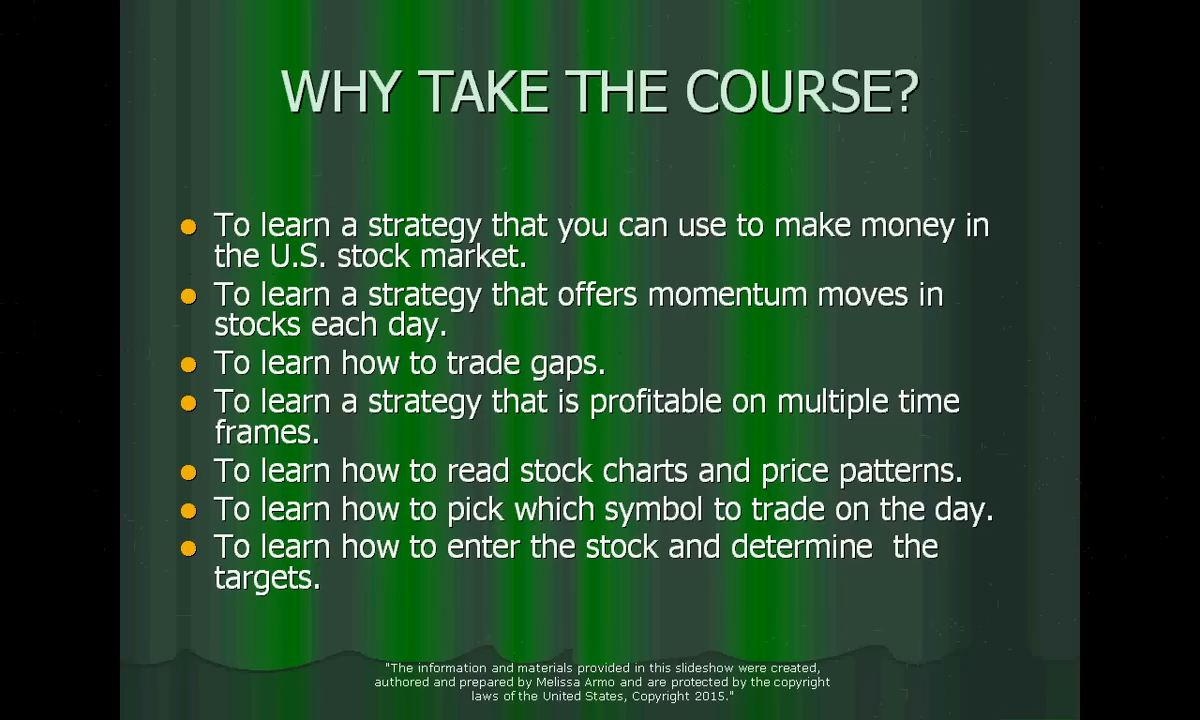 WHY TAKE THE COURSE?
To learn a strategy that you can use to make money in
the U.S. stock market.
To learn a strategy that offers momentum moves in
stocks each day.
To learn how to trade gaps.
To learn a strategy that is profitable on multiple time
frames.
To learn how to read stock charts and price patterns.
To learn how to pick which symbol to trade on the day.
To learn how to enter the stock and determine  the
targets.
"The information and materials provided in this slideshow were created,
authored and prepared by Melissa Armo and are protected by the copyright
laws of the United States, Copyright 2015."